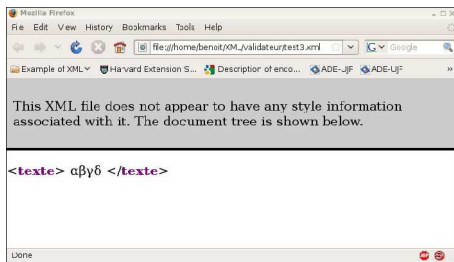 Mozilla Firefox
File Edit View History Bookmarks Tools Help
file:///home/benoit/XML/validateur/test3.xml Google
Example of XML Harvard Extension S... Description of enco... ADE-UJF ADE-UJF »
This XML file does not appear to have any style information
associated with it. The document tree is shown below.
<texte> αβγδ </texte>
Done